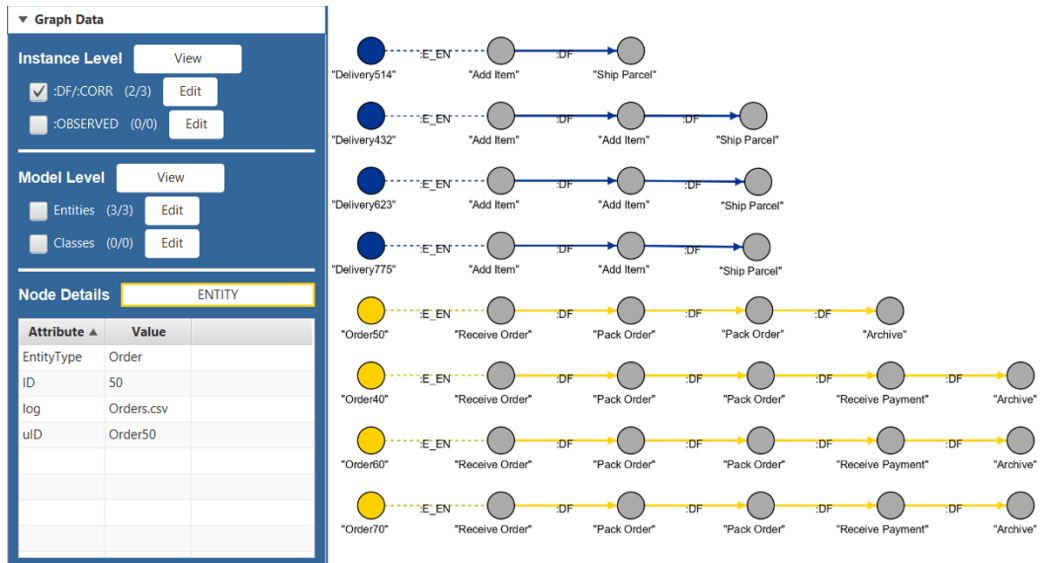 ▼ Graph Data
Instance Level View
:DF/:CORR (2/3) Edit
:OBSERVED (0/0) Edit
Model Level View
Entities (3/3) Edit
Classes (0/0) Edit
Node Details ENTITY
Attribute ▲ Value
EntityType Order
ID 50
log Orders.csv
uID Order50
:E_EN :DF
"Delivery514" "Add Item" "Ship Parcel"
:E_EN :DF :DF
"Delivery432" "Add Item" "Add Item" "Ship Parcel"
:E_EN :DF :DF
"Delivery623" "Add Item" "Add Item" "Ship Parcel"
:E_EN :DF :DF
"Delivery775" "Add Item" "Add Item" "Ship Parcel"
:E_EN :DF :DF :DF
"Order50" "Receive Order" "Pack Order" "Pack Order" "Archive"
:E_EN :DF :DF :DF :DF
"Order40" "Receive Order" "Pack Order" "Pack Order" "Receive Payment" "Archive"
:E_EN :DF :DF :DF :DF
"Order60" "Receive Order" "Pack Order" "Pack Order" "Receive Payment" "Archive"
:E_EN :DF :DF :DF :DF
"Order70" "Receive Order" "Pack Order" "Pack Order" "Receive Payment" "Archive"